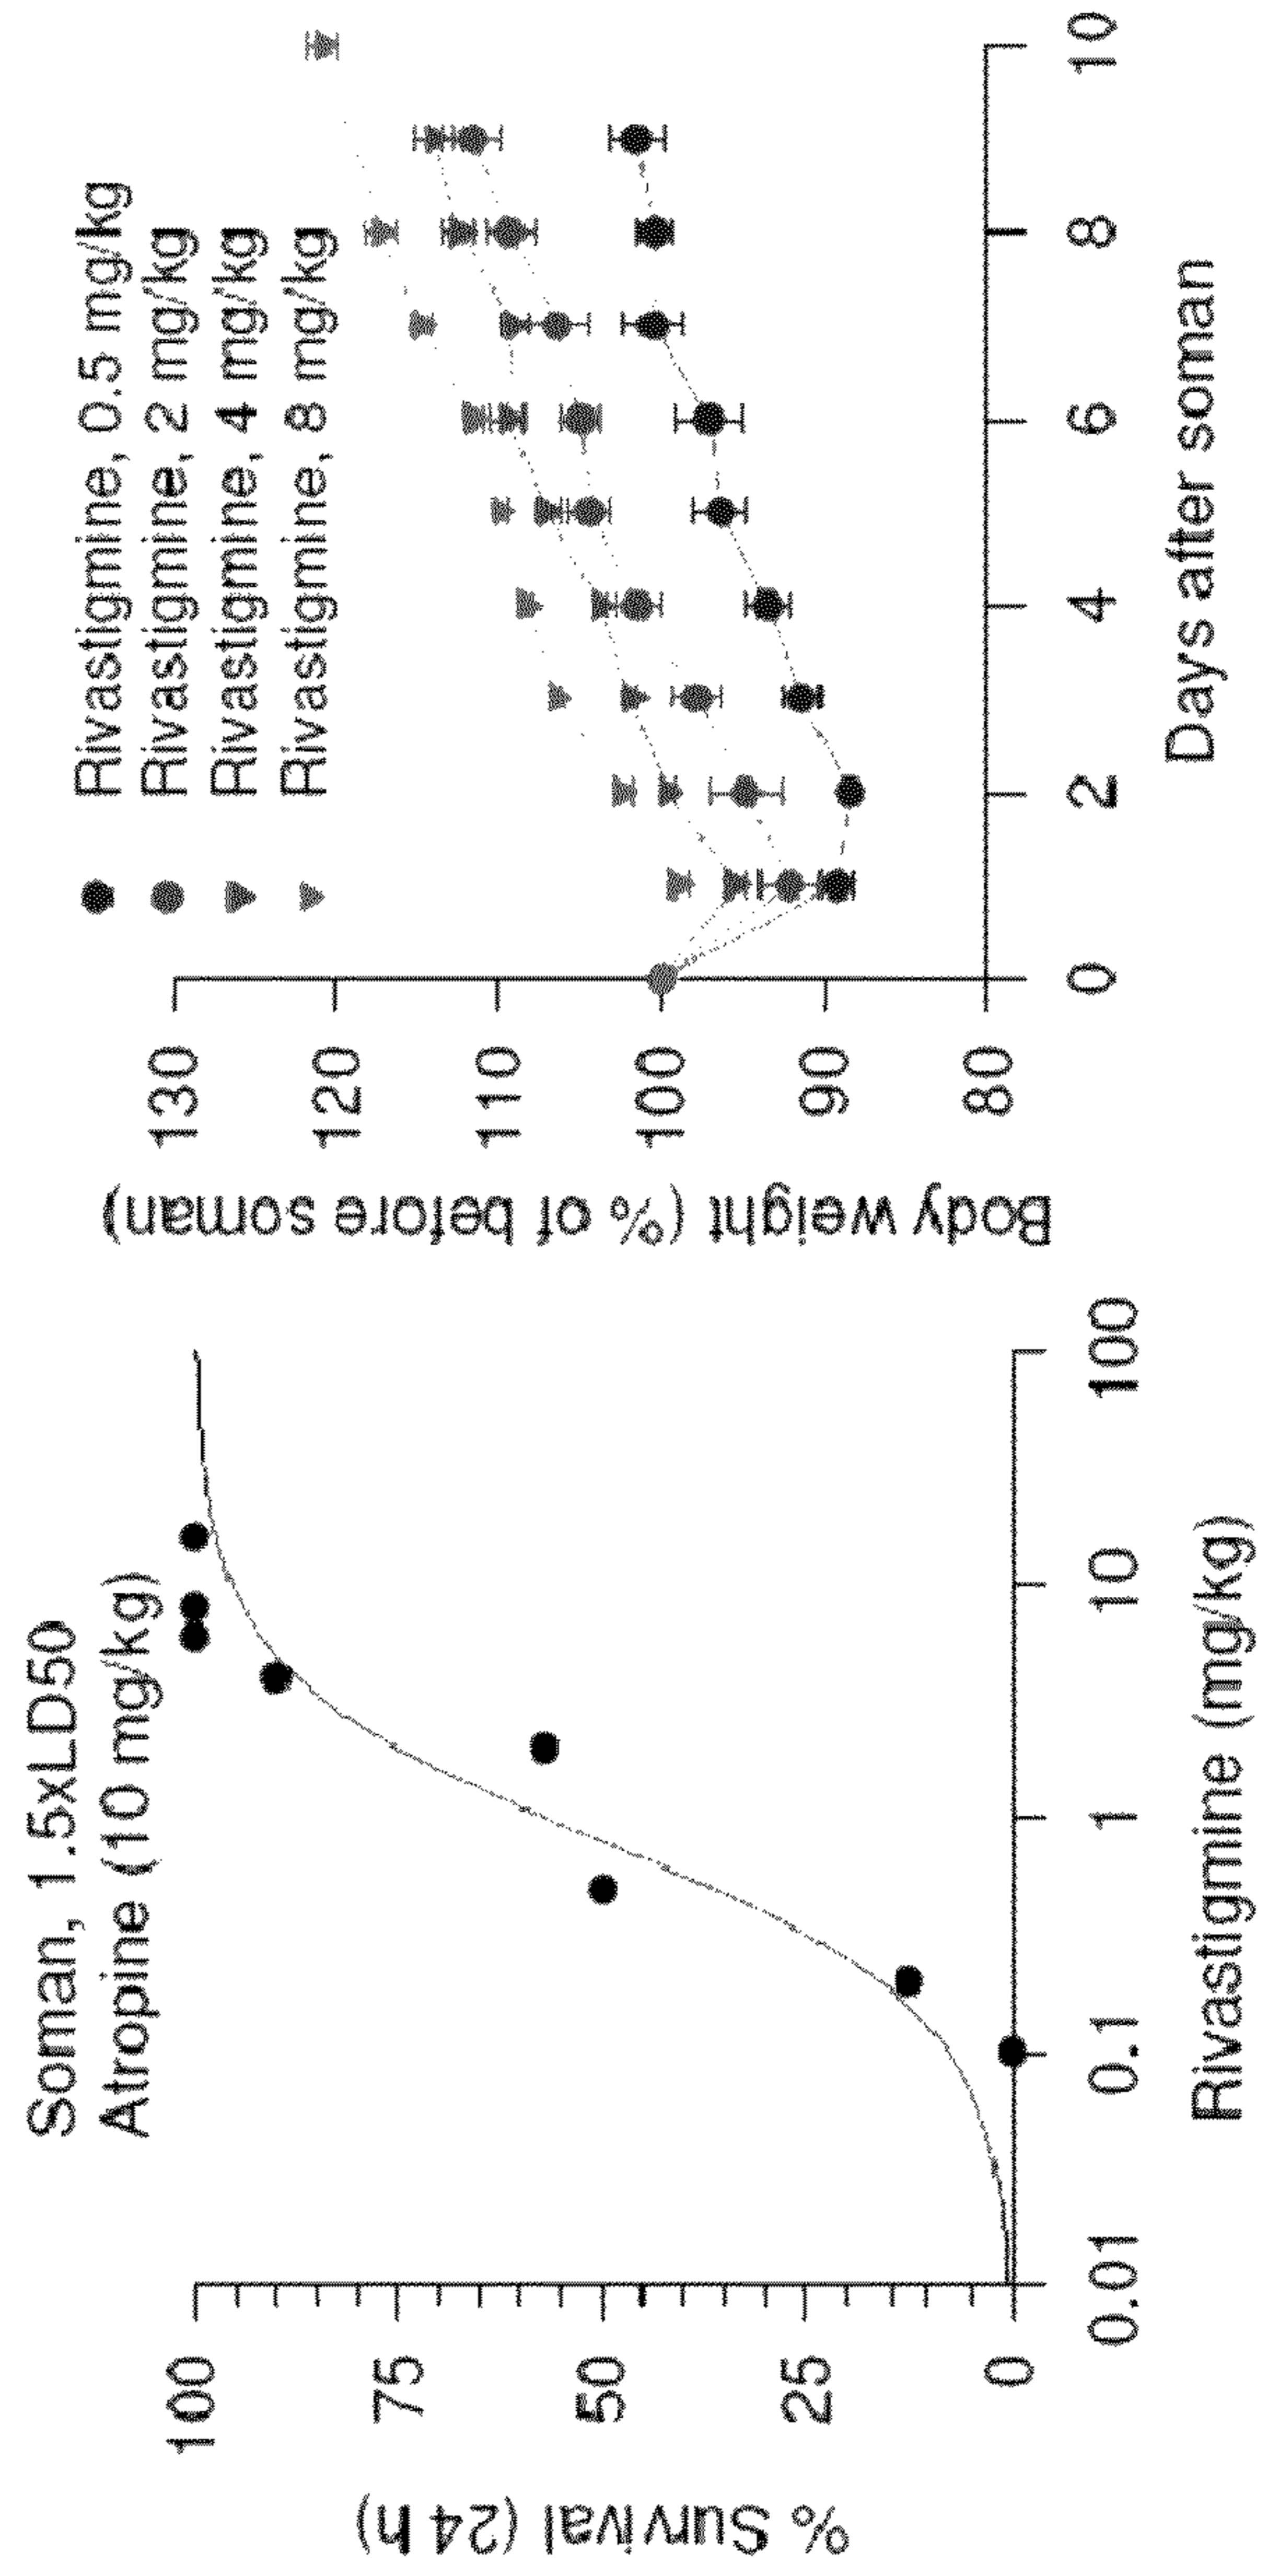 Soman, 1.5xLD50
Atropine (10 mg/kg)
% Survival (24 h)
100
75
50
25
0
0.01
0.1
1
10
100
Rivastigmine (mg/kg)
Rivastigmine, 0.5 mg/kg
Rivastigmine, 2 mg/kg
Rivastigmine, 4 mg/kg
Rivastigmine, 8 mg/kg
Body weight (% of before soman)
130
120
110
100
90
80
0
2
4
6
8
10
Days after soman